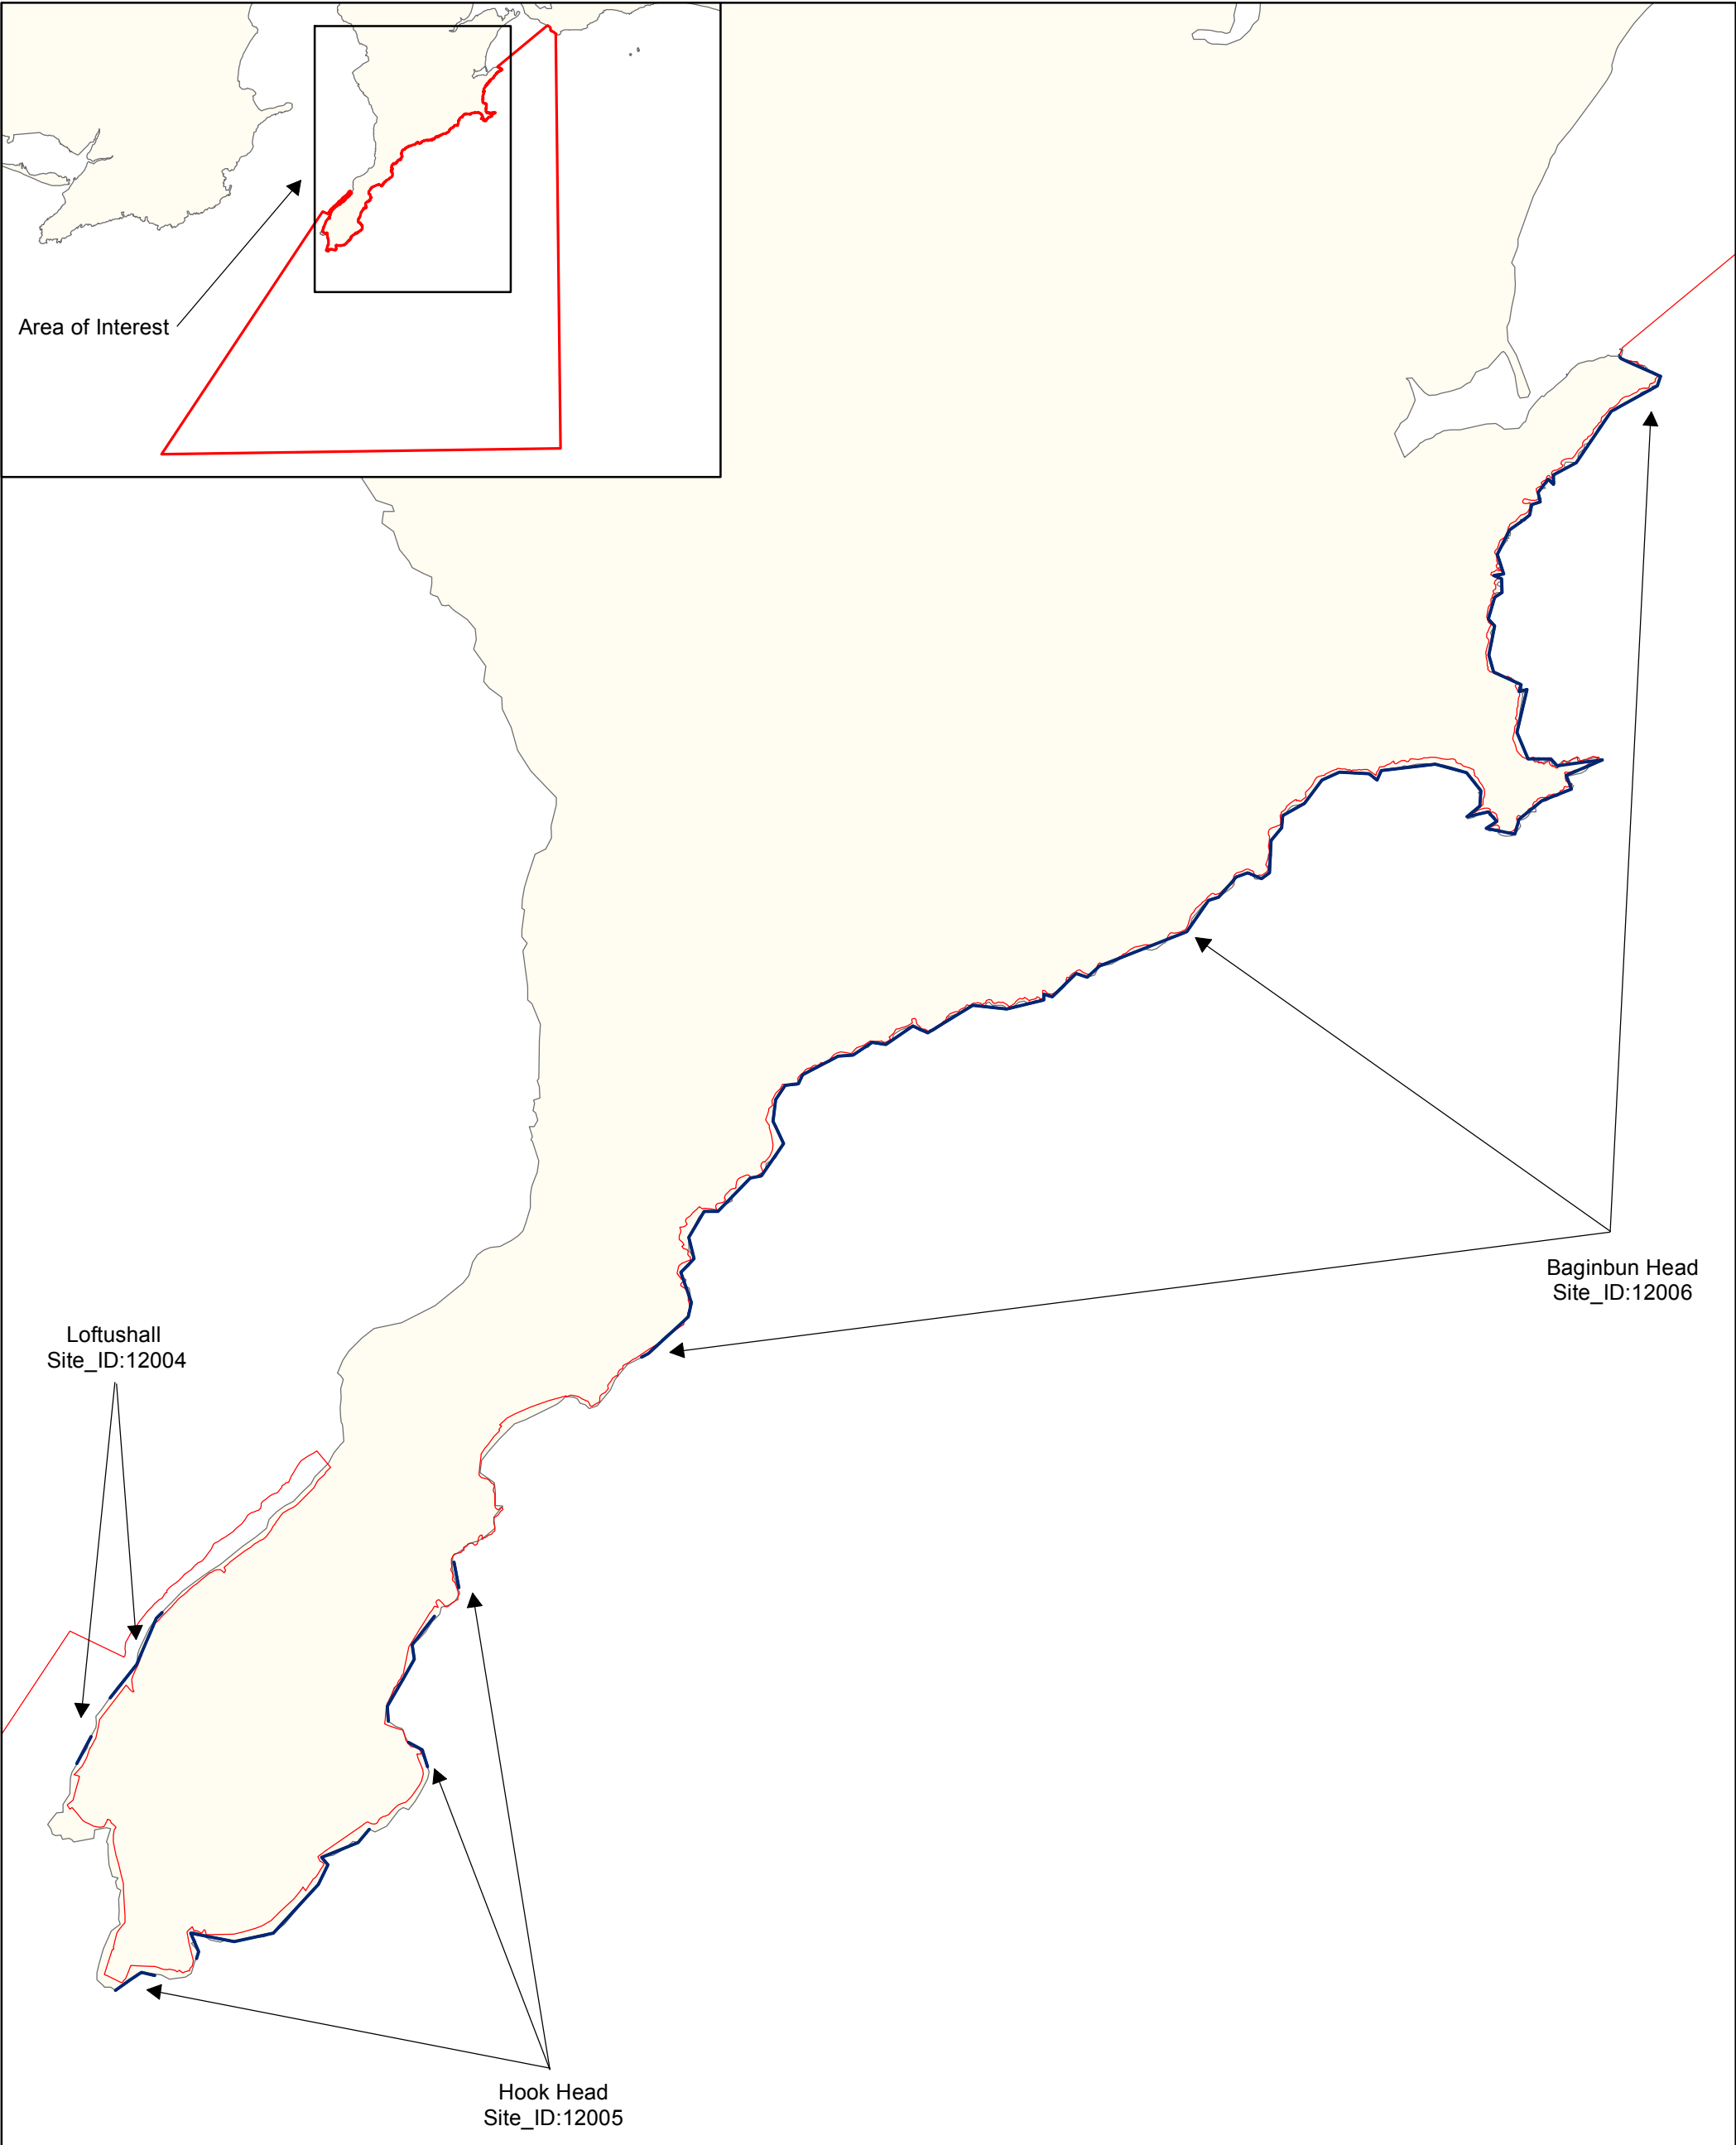 Area of Interest
Baginbun Head
Site_ID:12006
Loftushall
Site_ID:12004
Hook Head
Site_ID:12005